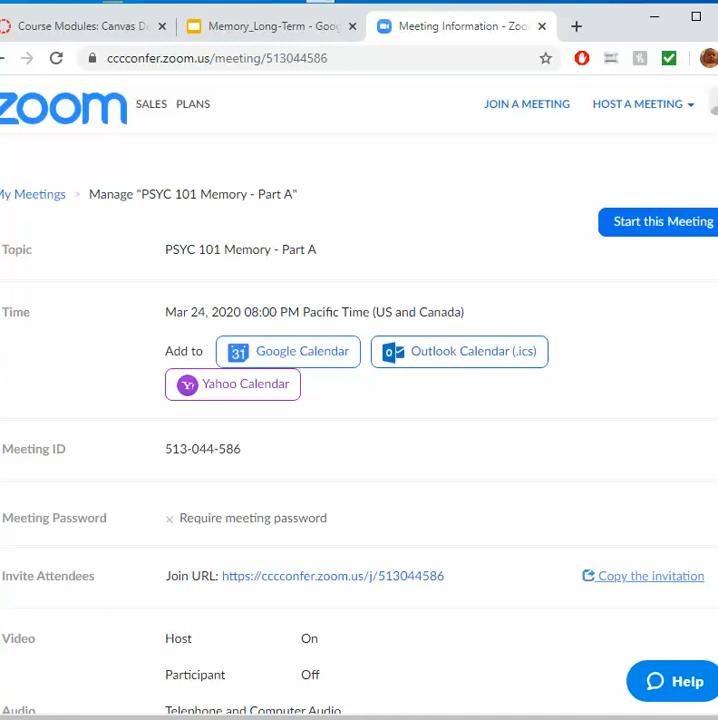 Course Modules: Canvas De
Memory_Long-Term - Goog
Meeting Information - Zoo
cccconfer.zoom.us/meeting/513044586
zoom
SALES PLANS
JOIN A MEETING HOST A MEETING
My Meetings > Manage "PSYC 101 Memory - Part A"
Start this Meeting
Topic PSYC 101 Memory - Part A
Time Mar 24, 2020 08:00 PM Pacific Time (US and Canada)
Add to 31 Google Calendar Outlook Calendar (.ics)
Yahoo Calendar
Meeting ID 513-044-586
Meeting Password × Require meeting password
Invite Attendees Join URL: https://cccconfer.zoom.us/j/513044586 Copy the invitation
Video Host On
Participant Off
Help
Audio Telephone and Computer Audio